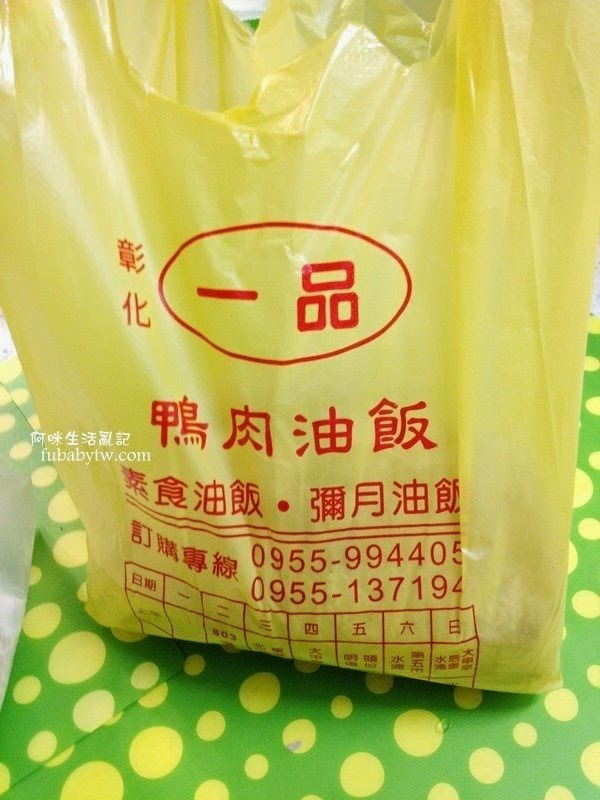 彰化
一品
鴨肉油飯
阿咪生活亂記
fubabytw.com
素食油飯・彌月油飯
訂購專線 0955-994405
0955-137194
日期 一 二 三 四 五 六 日
803